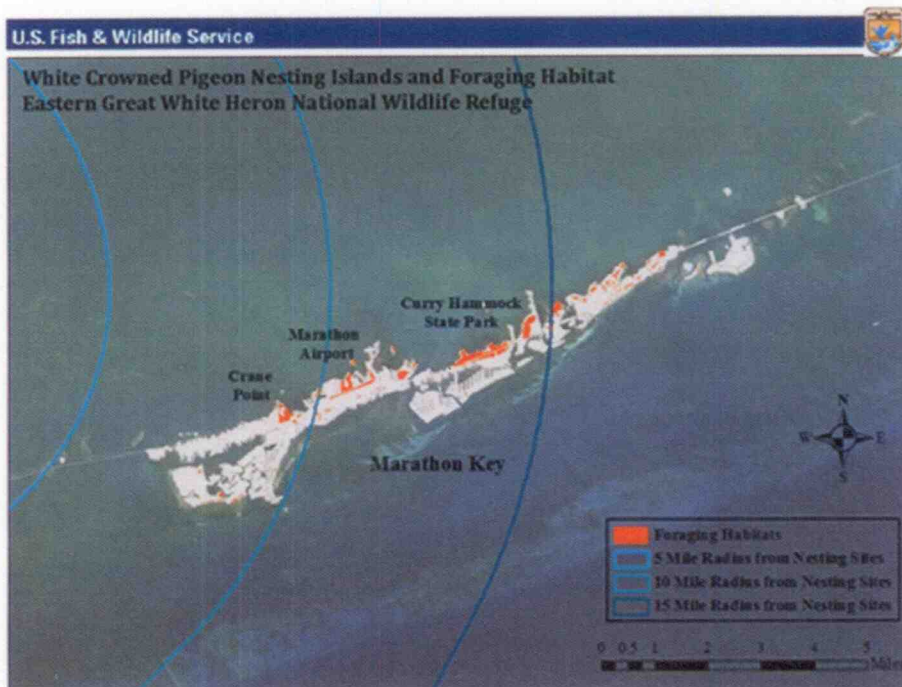 U.S. Fish & Wildlife Service
White Crowned Pigeon Nesting Islands and Foraging Habitat
Eastern Great White Heron National Wildlife Refuge
Curry Hammock
State Park
Marathon
Airport
Crane
Point
Marathon Key
N
W
E
S
Foraging Habitats
5 Mile Radius from Nesting Sites
10 Mile Radius from Nesting Sites
15 Mile Radius from Nesting Sites
0 0.5 1 2 3 4 5
Miles